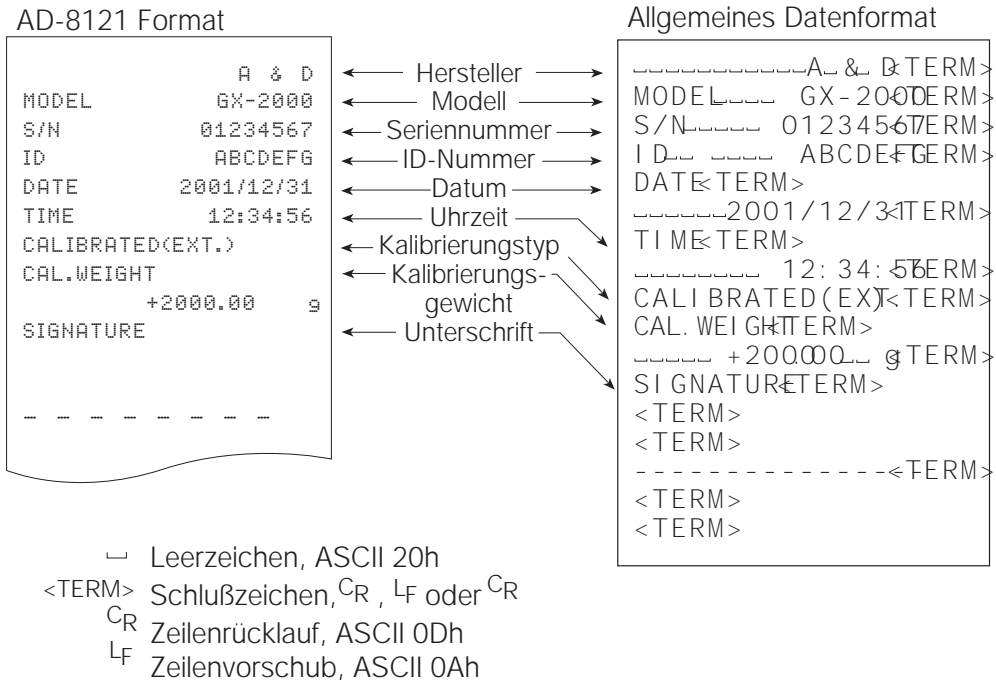 AD-8121 Format
A & D
MODEL GX-2000
S/N 01234567
ID ABCDEFG
DATE 2001/12/31
TIME 12:34:56
CALIBRATED(EXT.)
CAL.WEIGHT
+2000.00 g
SIGNATURE
_ _ _ _ _ _ _ _
Hersteller
Modell
Seriennummer
ID-Nummer
Datum
Uhrzeit
Kalibrierungstyp
Kalibrierungs-
gewicht
Unterschrift
Allgemeines Datenformat
␣␣␣␣␣␣␣␣␣␣␣A␣&␣D<TERM>
MODEL␣␣␣␣ GX-2000<TERM>
S/N␣␣␣␣␣ 01234567<TERM>
ID␣␣ ␣␣␣␣ ABCDEFG<TERM>
DATE<TERM>
␣␣␣␣␣␣␣2001/12/31<TERM>
TIME<TERM>
␣␣␣␣␣␣␣␣ 12:34:56<TERM>
CALIBRATED(EXT<TERM>
CAL.WEIGHT<TERM>
␣␣␣␣␣ +2000.00␣␣ g<TERM>
SIGNATURE<TERM>
<TERM>
<TERM>
----------------<TERM>
<TERM>
<TERM>
␣ Leerzeichen, ASCII 20h
<TERM> Schlußzeichen, CR , LF oder CR
CR Zeilenrücklauf, ASCII 0Dh
LF Zeilenvorschub, ASCII 0Ah